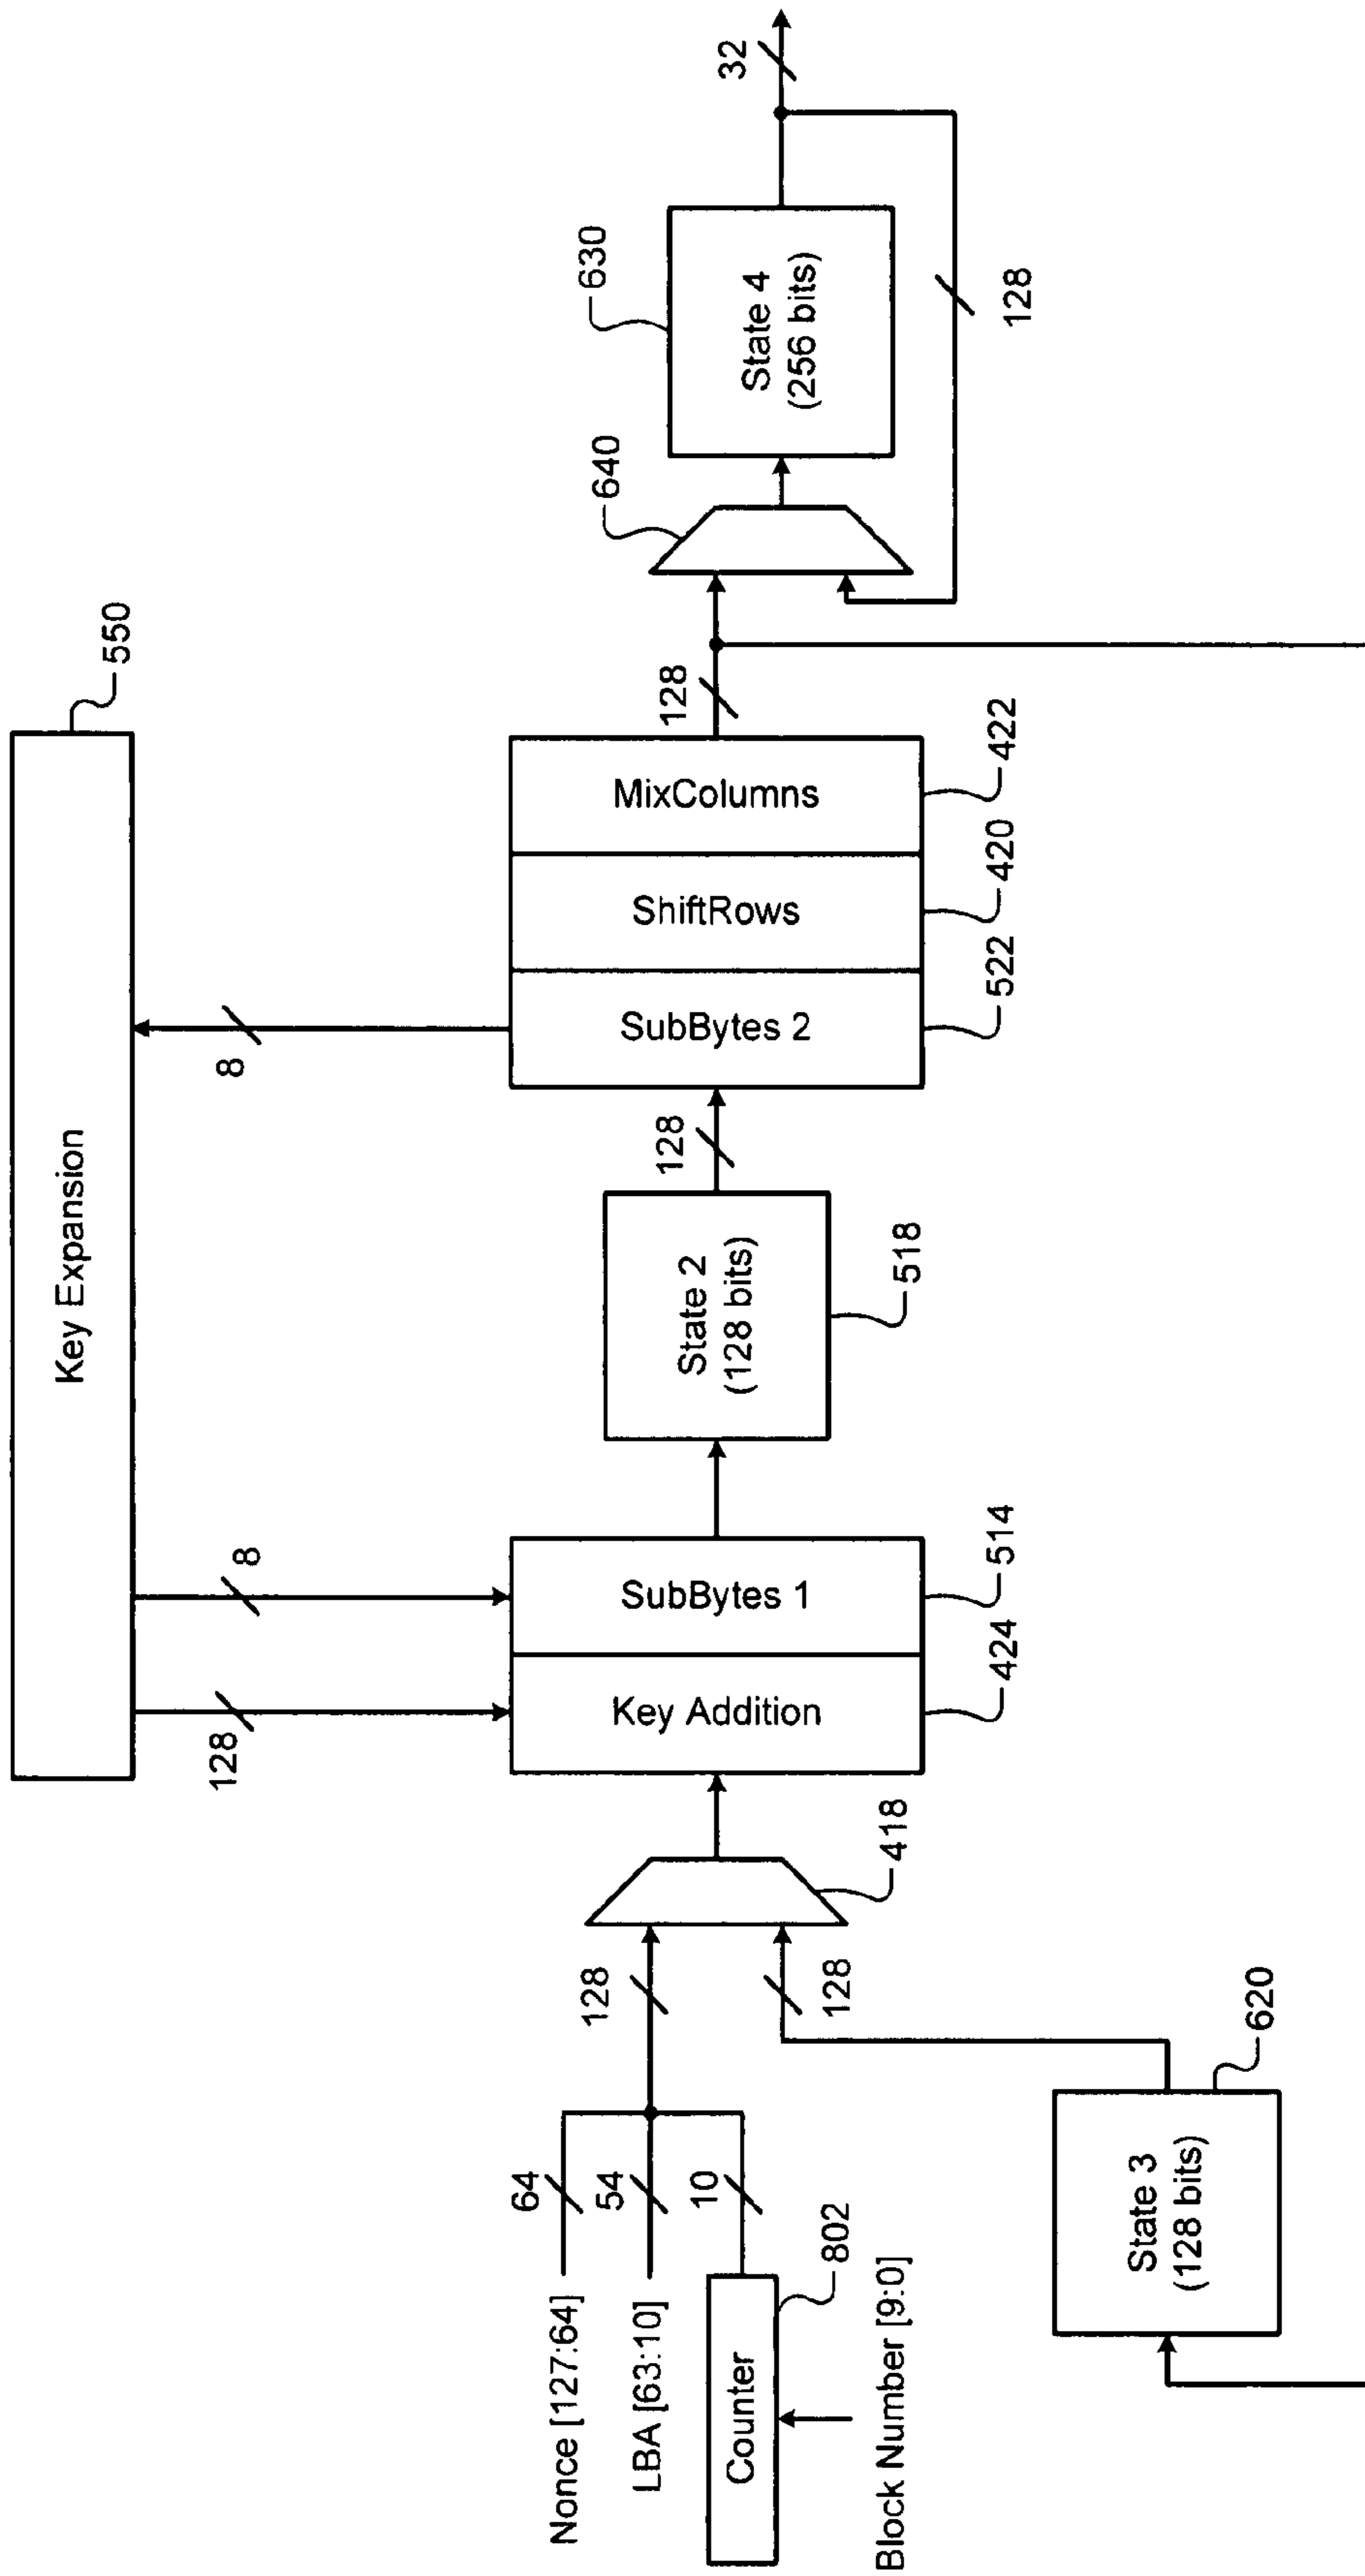 Key Expansion
550
128
8
8
Nonce [127:64]
64
LBA [63:10]
54
Counter
10
802
Block Number [9:0]
128
128
418
Key Addition
424
SubBytes 1
514
State 2
(128 bits)
518
128
SubBytes 2
522
ShiftRows
420
MixColumns
422
128
640
State 4
(256 bits)
630
32
128
State 3
(128 bits)
620